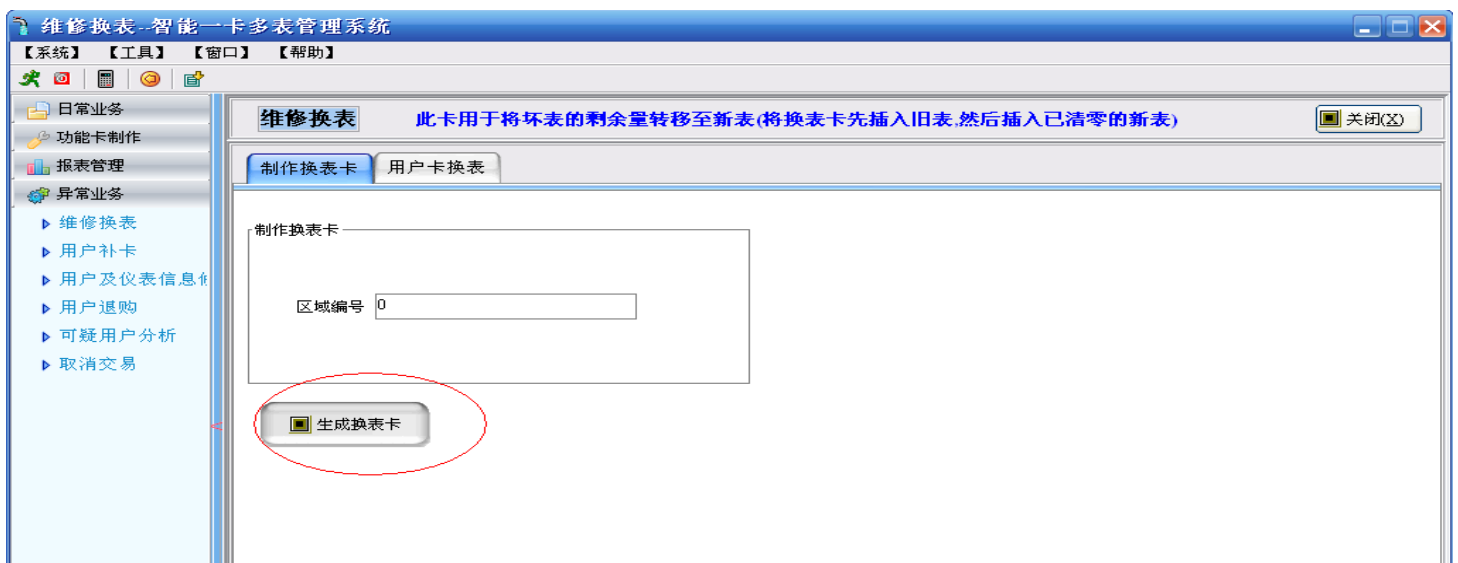 维修换表--智能一卡多表管理系统
【系统】 【工具】 【窗口】 【帮助】
日常业务
功能卡制作
报表管理
异常业务
维修换表
用户补卡
用户及仪表信息
用户退购
可疑用户分析
取消交易
维修换表 此卡用于将坏表的剩余量转移至新表(将换表卡先插入旧表,然后插入已清零的新表) 关闭(X)
制作换表卡 用户卡换表
制作换表卡
区域编号 0
生成换表卡